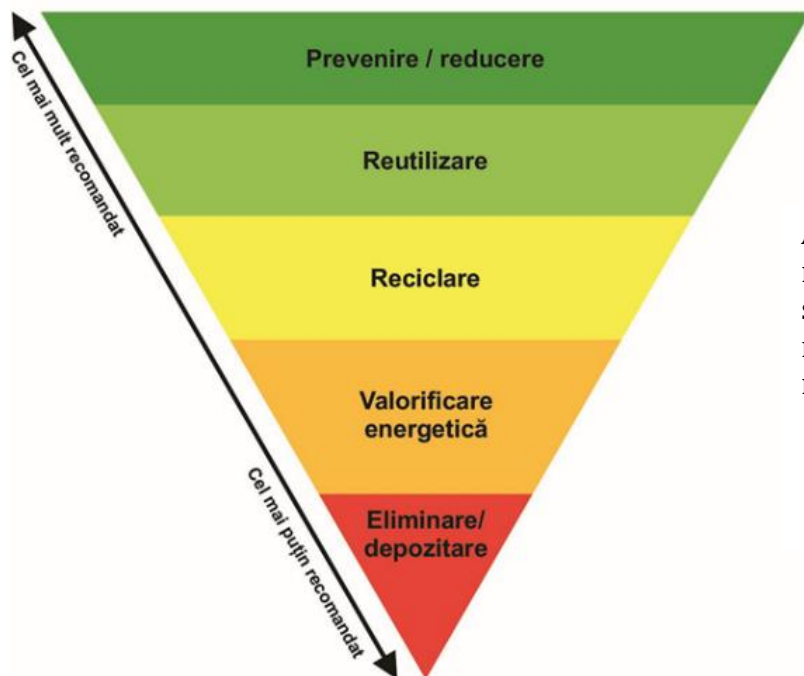 Prevenire / reducere
Reutilizare
Reciclare
Valorificare
energetică
Eliminare/
depozitare
Cel mai mult recomandat
Cel mai puțin recomandat